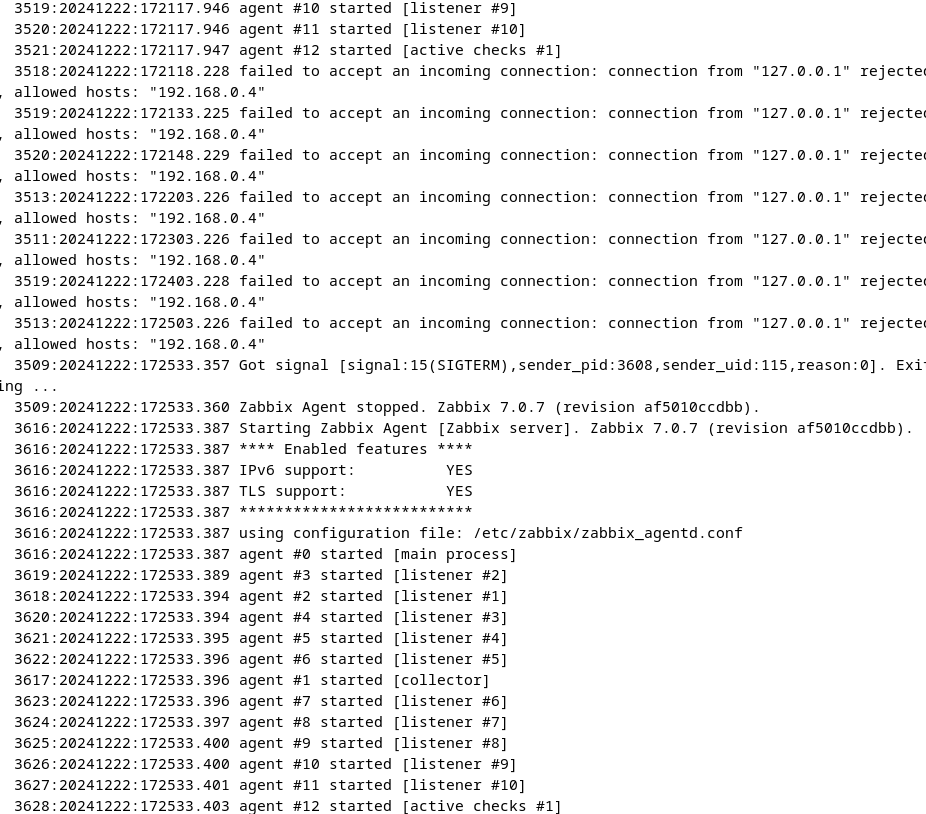 3519:20241222:172117.946 agent #10 started [listener #9]
3520:20241222:172117.946 agent #11 started [listener #10]
3521:20241222:172117.947 agent #12 started [active checks #1]
3518:20241222:172118.228 failed to accept an incoming connection: connection from "127.0.0.1" rejected
, allowed hosts: "192.168.0.4"
3519:20241222:172133.225 failed to accept an incoming connection: connection from "127.0.0.1" rejected
, allowed hosts: "192.168.0.4"
3520:20241222:172148.229 failed to accept an incoming connection: connection from "127.0.0.1" rejected
, allowed hosts: "192.168.0.4"
3513:20241222:172203.226 failed to accept an incoming connection: connection from "127.0.0.1" rejected
, allowed hosts: "192.168.0.4"
3511:20241222:172303.226 failed to accept an incoming connection: connection from "127.0.0.1" rejected
, allowed hosts: "192.168.0.4"
3519:20241222:172403.228 failed to accept an incoming connection: connection from "127.0.0.1" rejected
, allowed hosts: "192.168.0.4"
3513:20241222:172503.226 failed to accept an incoming connection: connection from "127.0.0.1" rejected
, allowed hosts: "192.168.0.4"
3509:20241222:172533.357 Got signal [signal:15(SIGTERM),sender_pid:3608,sender_uid:115,reason:0]. Exit
ing ...
3509:20241222:172533.360 Zabbix Agent stopped. Zabbix 7.0.7 (revision af5010ccdbb).
3616:20241222:172533.387 Starting Zabbix Agent [Zabbix server]. Zabbix 7.0.7 (revision af5010ccdbb).
3616:20241222:172533.387 **** Enabled features ****
3616:20241222:172533.387 IPv6 support:          YES
3616:20241222:172533.387 TLS support:           YES
3616:20241222:172533.387 **************************
3616:20241222:172533.387 using configuration file: /etc/zabbix/zabbix_agentd.conf
3616:20241222:172533.387 agent #0 started [main process]
3619:20241222:172533.389 agent #3 started [listener #2]
3618:20241222:172533.394 agent #2 started [listener #1]
3620:20241222:172533.394 agent #4 started [listener #3]
3621:20241222:172533.395 agent #5 started [listener #4]
3622:20241222:172533.396 agent #6 started [listener #5]
3617:20241222:172533.396 agent #1 started [collector]
3623:20241222:172533.396 agent #7 started [listener #6]
3624:20241222:172533.397 agent #8 started [listener #7]
3625:20241222:172533.400 agent #9 started [listener #8]
3626:20241222:172533.400 agent #10 started [listener #9]
3627:20241222:172533.401 agent #11 started [listener #10]
3628:20241222:172533.403 agent #12 started [active checks #1]